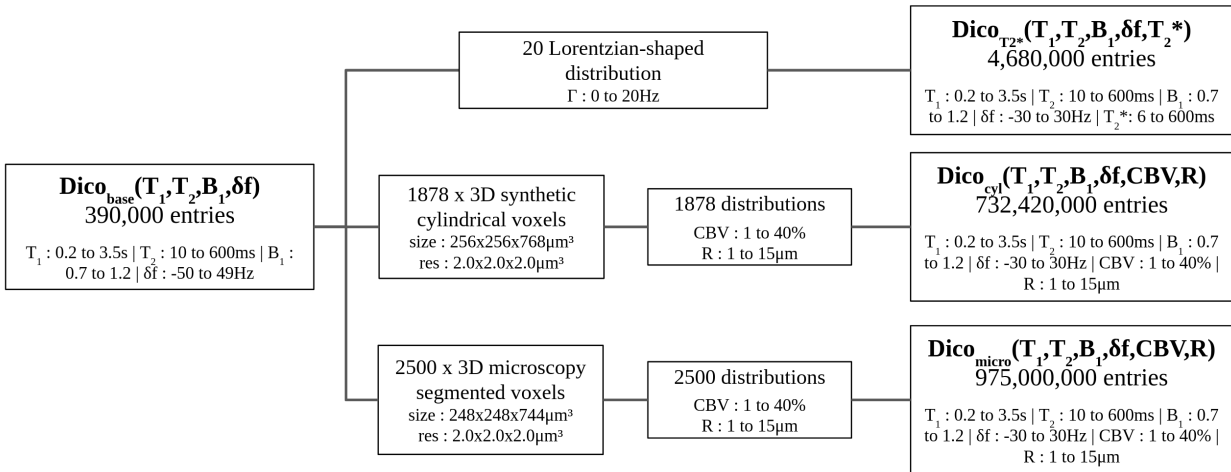 Dico_base(T_1,T_2,B_1,δf)
390,000 entries
T_1 : 0.2 to 3.5s | T_2 : 10 to 600ms | B_1 :
0.7 to 1.2 | δf : -50 to 49Hz
20 Lorentzian-shaped
distribution
Γ : 0 to 20Hz
Dico_T2*(T_1,T_2,B_1,δf,T_2*)
4,680,000 entries
T_1 : 0.2 to 3.5s | T_2 : 10 to 600ms | B_1 : 0.7
to 1.2 | δf : -30 to 30Hz | T_2*: 6 to 600ms
1878 x 3D synthetic
cylindrical voxels
size : 256x256x768μm³
res : 2.0x2.0x2.0μm³
1878 distributions
CBV : 1 to 40%
R : 1 to 15μm
Dico_cyl(T_1,T_2,B_1,δf,CBV,R)
732,420,000 entries
T_1 : 0.2 to 3.5s | T_2 : 10 to 600ms | B_1 : 0.7
to 1.2 | δf : -30 to 30Hz | CBV : 1 to 40% |
R : 1 to 15μm
2500 x 3D microscopy
segmented voxels
size : 248x248x744μm³
res : 2.0x2.0x2.0μm³
2500 distributions
CBV : 1 to 40%
R : 1 to 15μm
Dico_micro(T_1,T_2,B_1,δf,CBV,R)
975,000,000 entries
T_1 : 0.2 to 3.5s | T_2 : 10 to 600ms | B_1 : 0.7
to 1.2 | δf : -30 to 30Hz | CBV : 1 to 40% |
R : 1 to 15μm